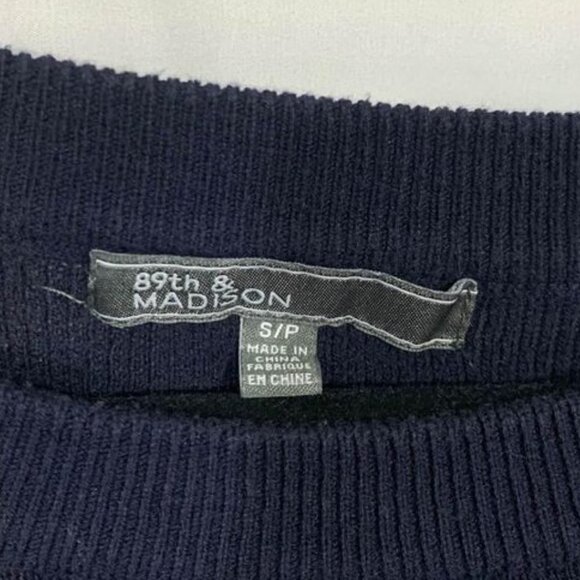 89th &
MADISON
S/P
MADE IN
CHINA
FABRIQUE
EN CHINE